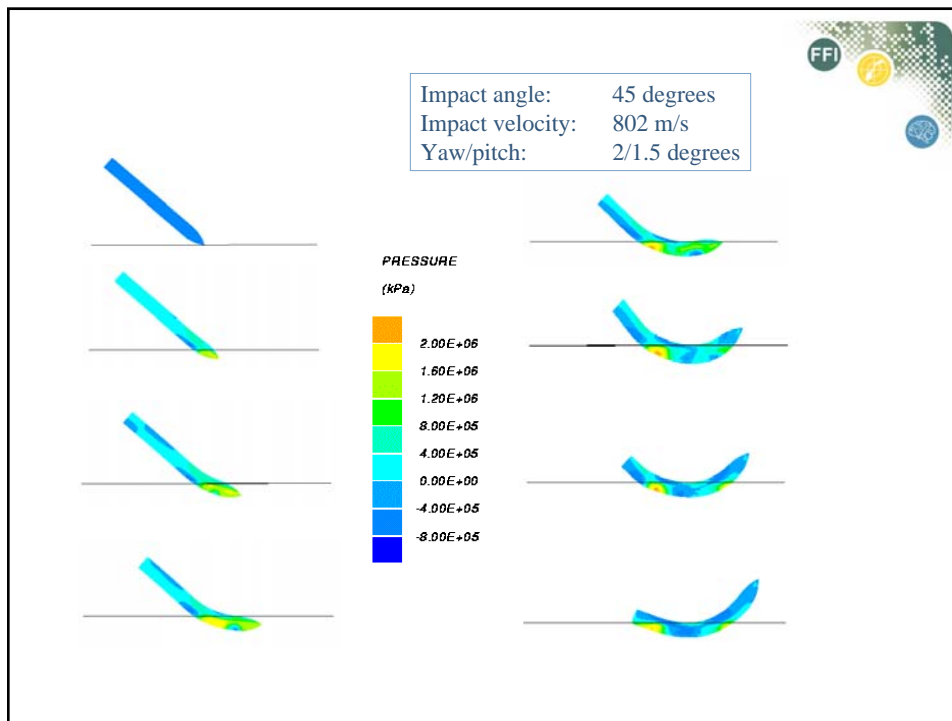 FFI
Impact angle: 45 degrees
Impact velocity: 802 m/s
Yaw/pitch: 2/1.5 degrees
PRESSURE
(kPa)
2.00E+06
1.60E+06
1.20E+06
8.00E+05
4.00E+05
0.00E+00
-4.00E+05
-8.00E+05